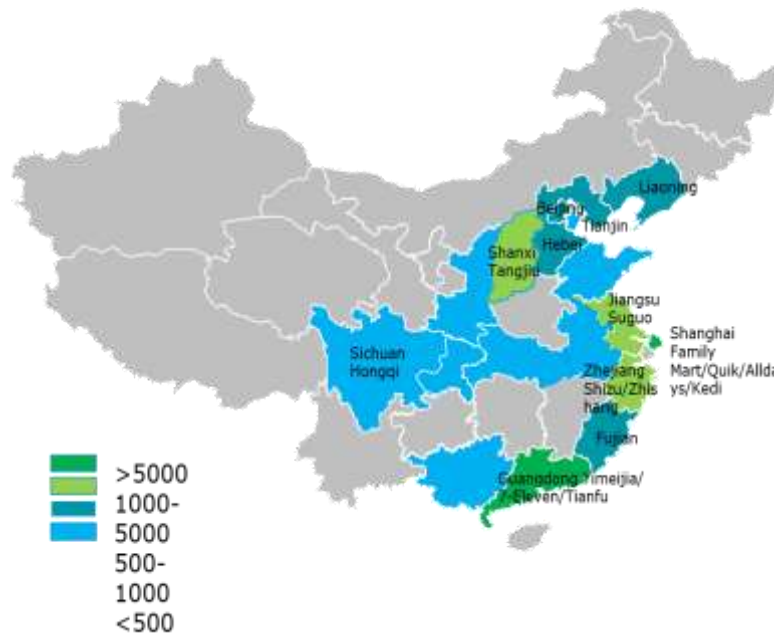 Liaoning
Beijing
Tianjin
Hebei
Shanxi
Tangjiu
Jiangsu
Suguo
Shanghai
Family
Mart/Quik/Allda
ys/Kedi
Sichuan
Hongqi
Zhejiang
Shizu/Zhis
hang
Fujian
Guangdong Yimeijia/
7-Eleven/Tianfu
>5000
1000-
5000
500-
1000
<500